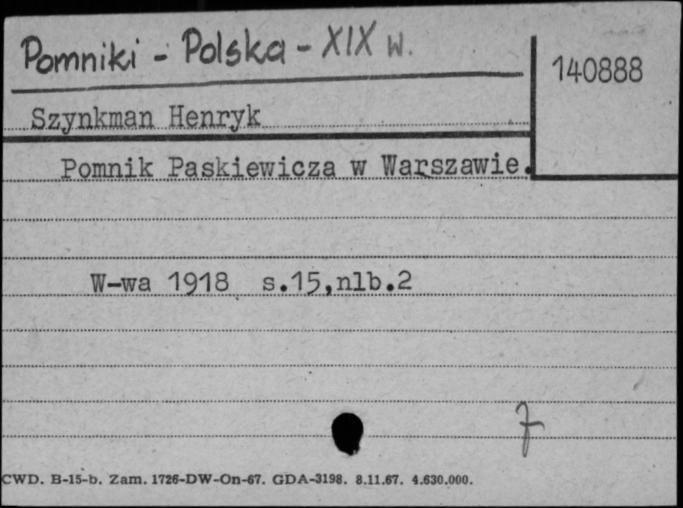 Pomniki - Polska - XIX w.
140888
Szynkman Henryk
Pomnik Paskiewicza w Warszawie.
W-wa 1918 s.15,nlb.2
7
CWD. B-15-b. Zam. 1726-DW-On-67. GDA-3198. 8.11.67. 4.630.000.